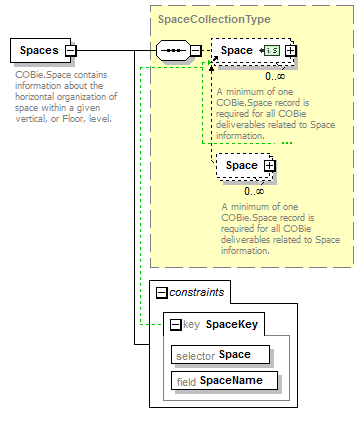 SpaceCollectionType
Spaces
Space
is
0..∞
COBie.Space contains
information about the
horizontal organization of
space within a given
vertical, or Floor, level.
A minimum of one
COBie.Space record is
required for all COBie
deliverables related to Space
information.
...
Space
0..∞
A minimum of one
COBie.Space record is
required for all COBie
deliverables related to Space
information.
constraints
key SpaceKey
selector Space
field SpaceName